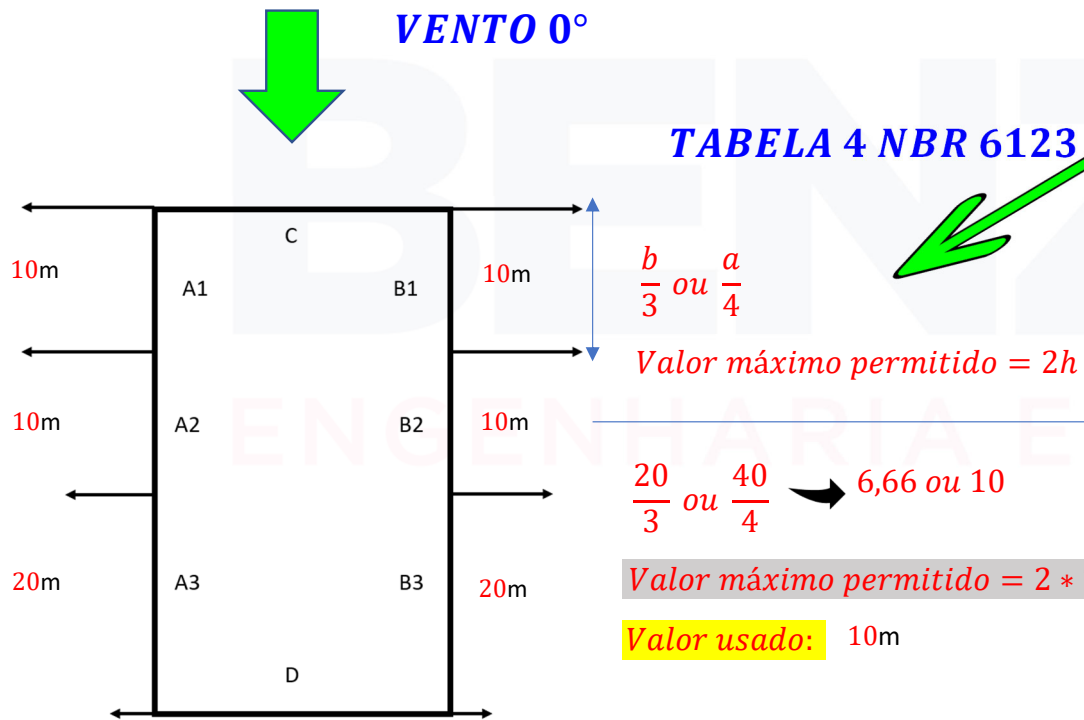 VENTO 0°
TABELA 4 NBR 6123
C
10m
A1
B1
10m
b/3 ou a/4
Valor máximo permitido = 2h
10m
A2
B2
10m
ENGENHARIA E
20/3 ou 40/4 6,66 ou 10
20m
A3
B3
20m
Valor máximo permitido = 2 *
Valor usado: 10m
D